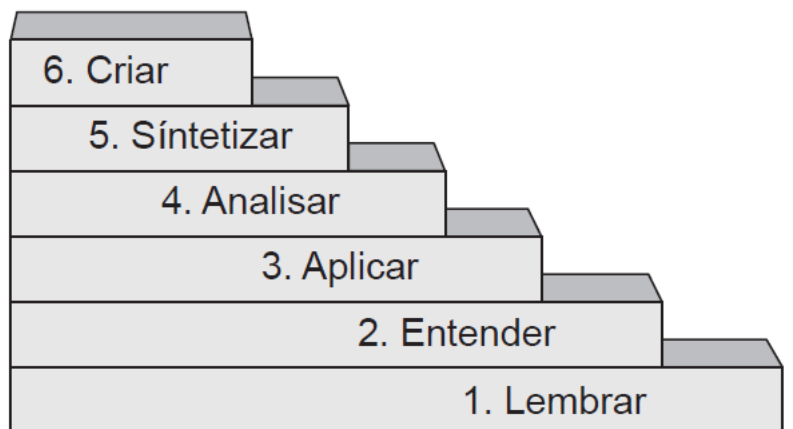 6. Criar
5. Síntetizar
4. Analisar
3. Aplicar
2. Entender
1. Lembrar